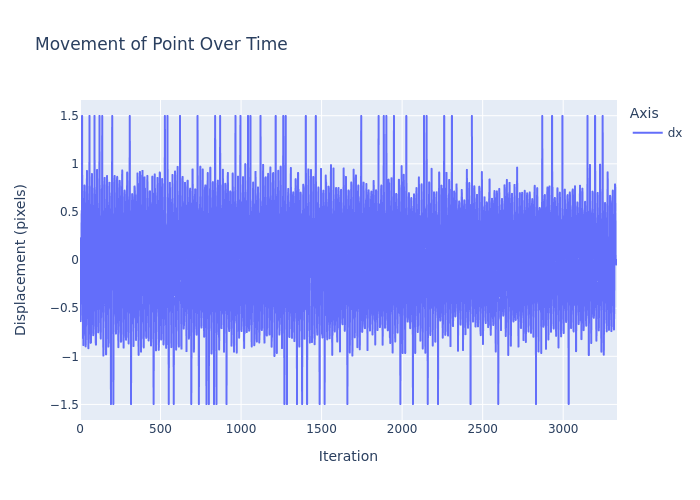 Movement of Point Over Time
Displacement (pixels)
1.5
1
0.5
0
−0.5
−1
−1.5
0 500 1000 1500 2000 2500 3000
Iteration
Axis
dx